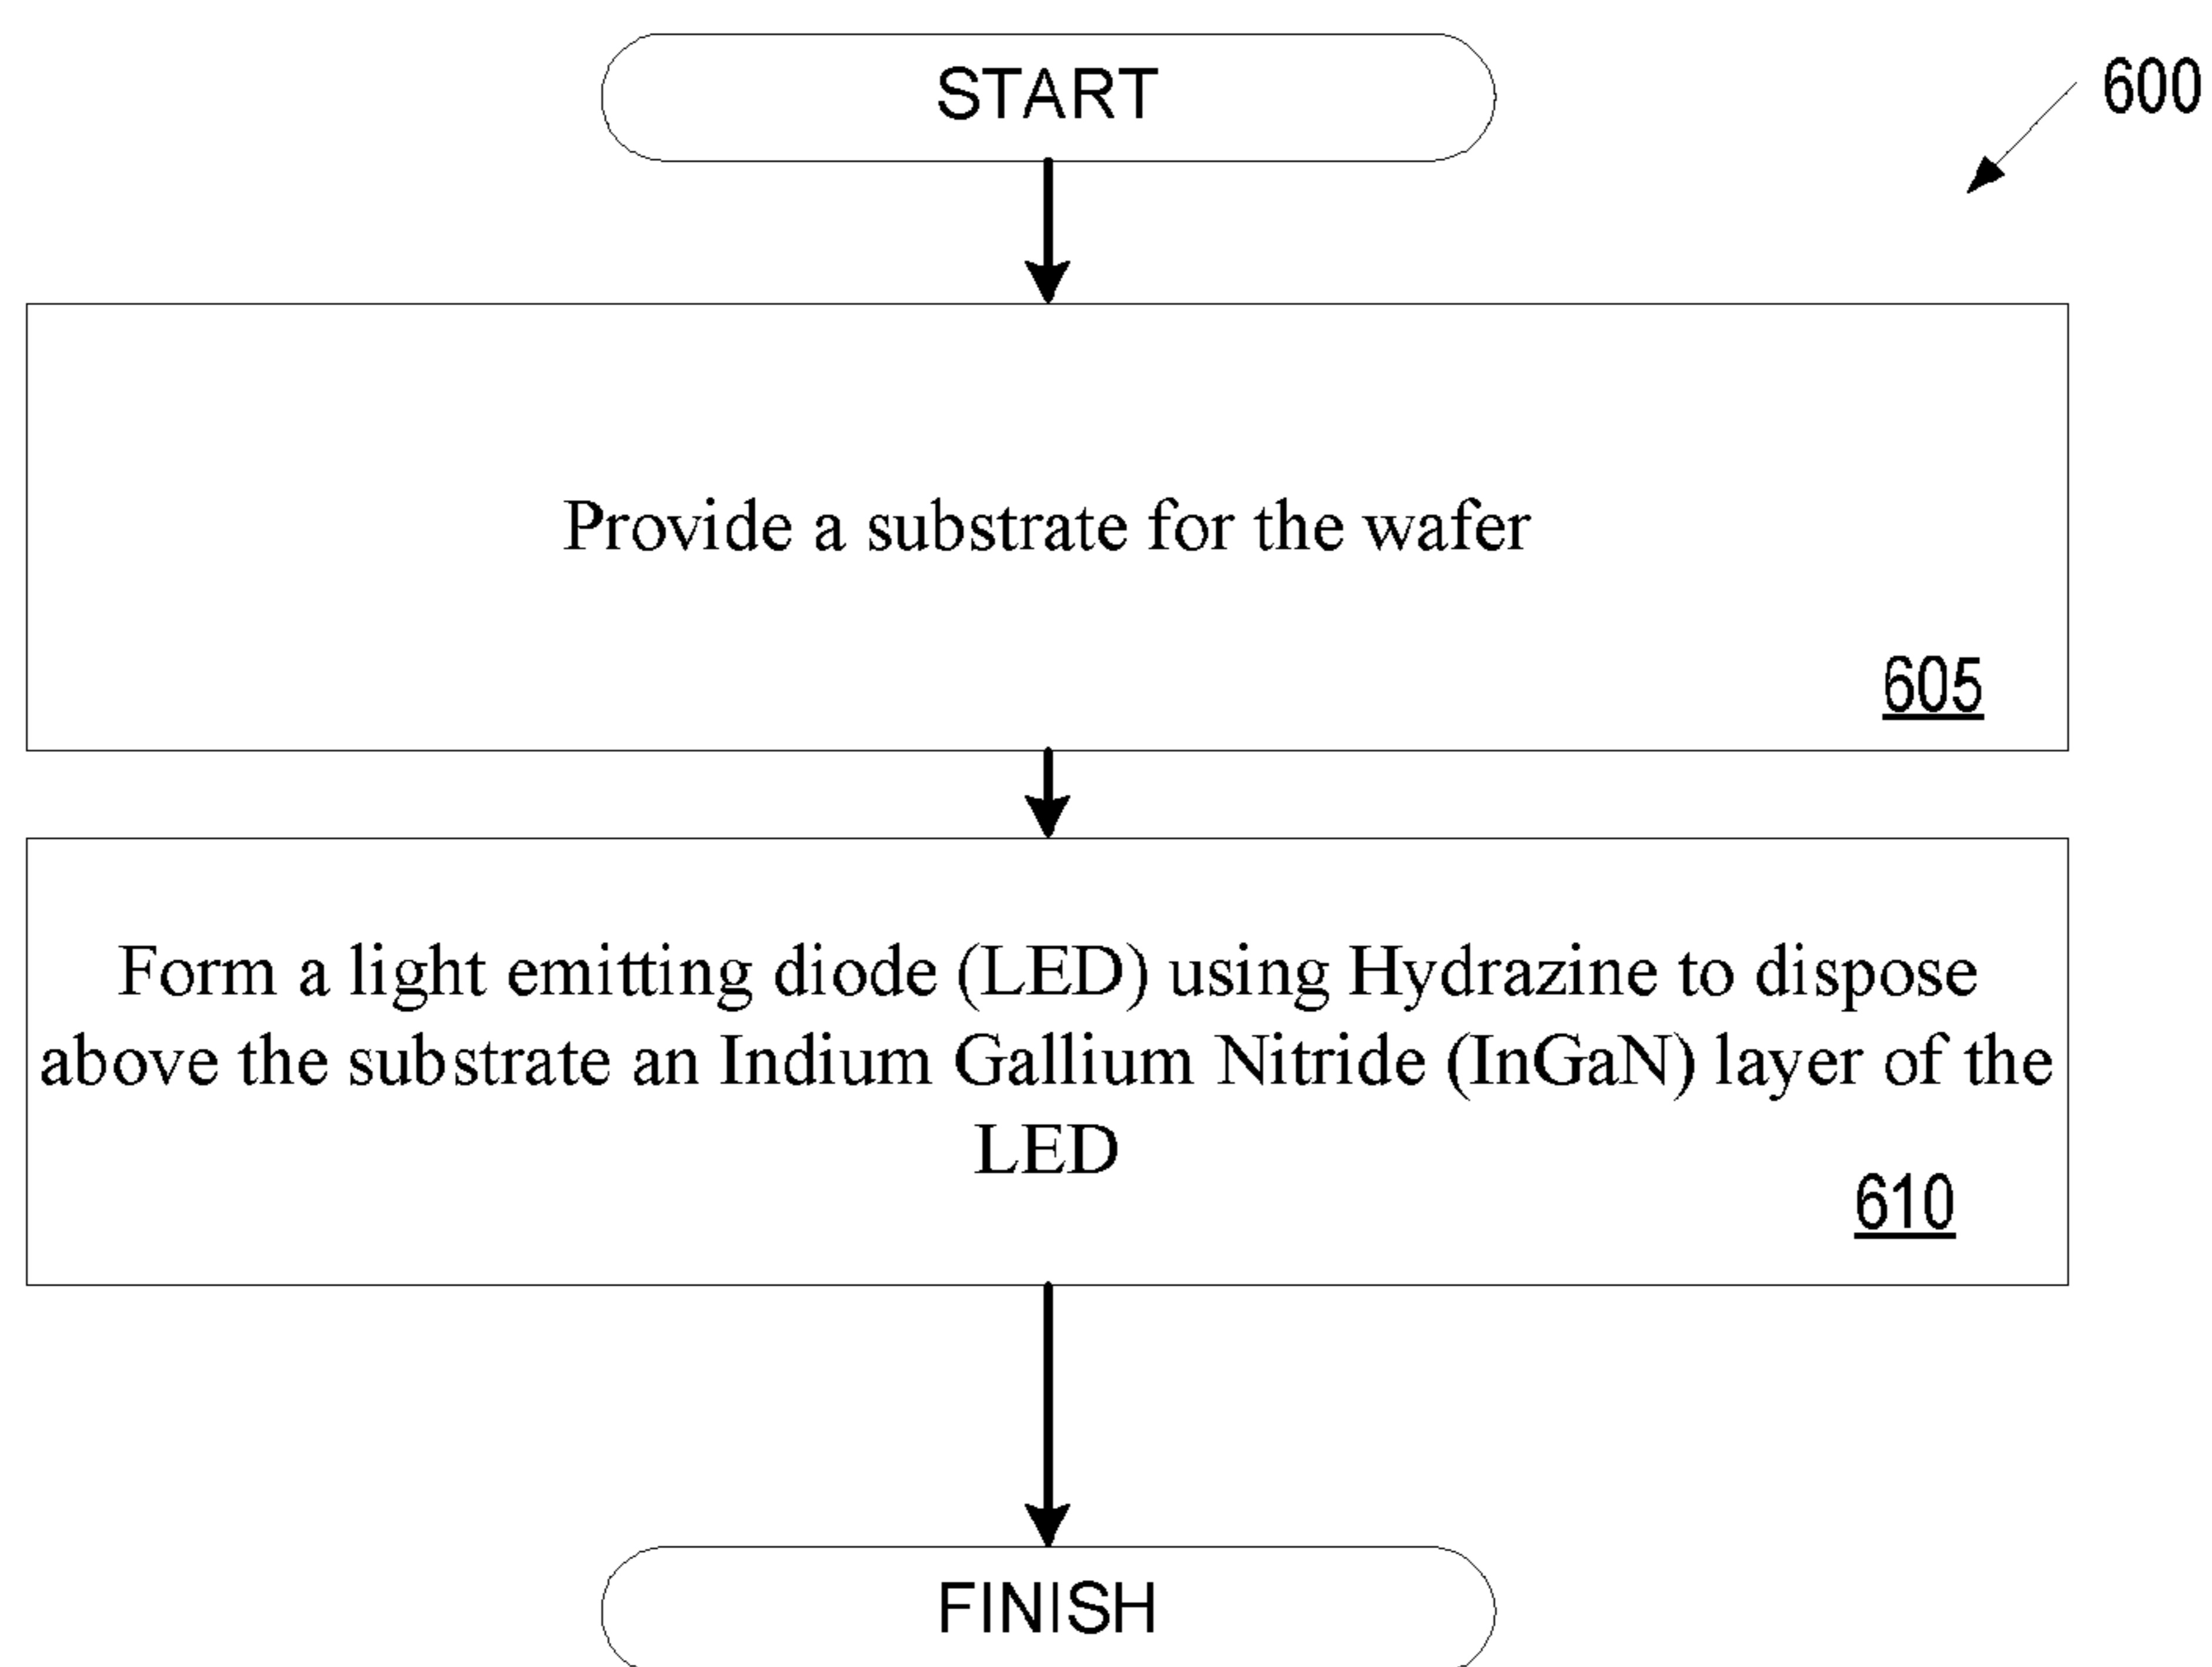 START
600
Provide a substrate for the wafer
605
Form a light emitting diode (LED) using Hydrazine to dispose
above the substrate an Indium Gallium Nitride (InGaN) layer of the
LED
610
FINISH